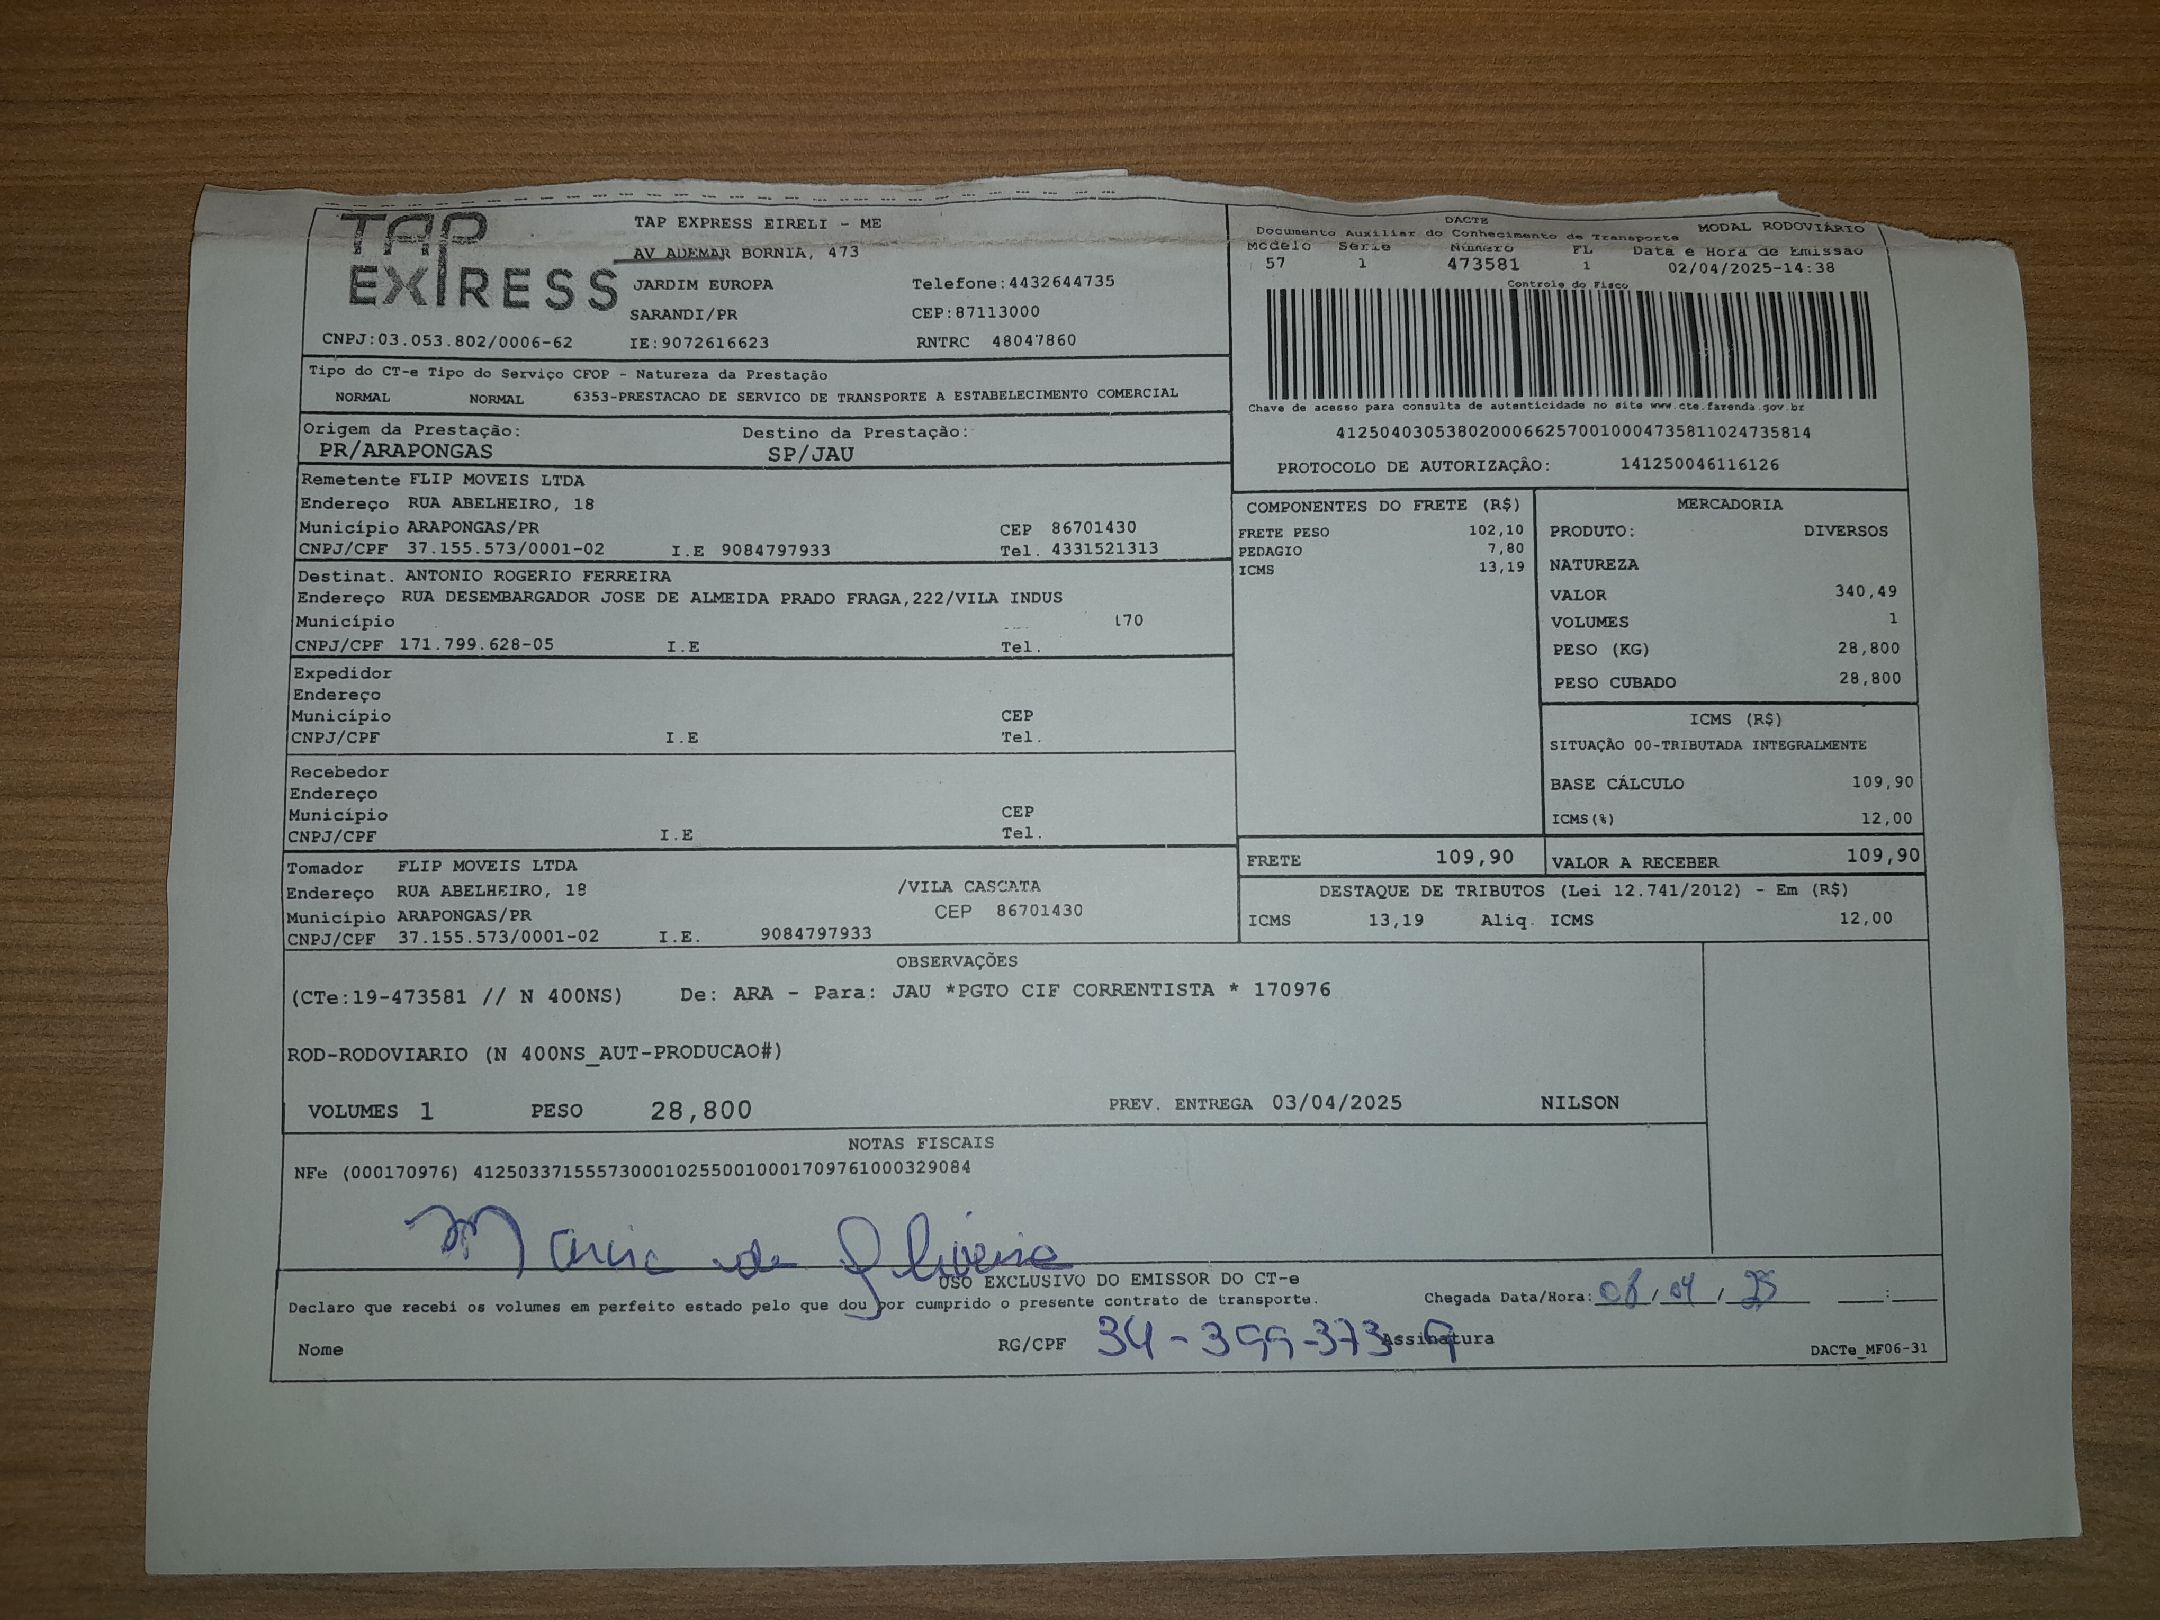 TAP
EXPRESS
TAP EXPRESS EIRELI - ME
AV ADEMAR BORNIA, 473
JARDIM EUROPA Telefone:4432644735
SARANDI/PR CEP:87113000
CNPJ:03.053.802/0006-62 IE:9072616623 RNTRC 48047860
DACTE
Documento Auxiliar do Conhecimento de Transporte MODAL RODOVIÁRIO
Modelo Serie Número FL Data e Hora de Emissão
57 1 473581 1 02/04/2025-14:38
Controle do Fisco
Chave de acesso para consulta de autenticidade no site www.cte.fazenda.gov.br
41250403053802000662570010004735811024735814
PROTOCOLO DE AUTORIZAÇÃO: 141250046116126
Tipo do CT-e Tipo do Serviço CFOP - Natureza da Prestação
NORMAL NORMAL 6353-PRESTACAO DE SERVICO DE TRANSPORTE A ESTABELECIMENTO COMERCIAL
Origem da Prestação: Destino da Prestação:
PR/ARAPONGAS SP/JAU
Remetente FLIP MOVEIS LTDA
Endereço RUA ABELHEIRO, 18
Município ARAPONGAS/PR CEP 86701430
CNPJ/CPF 37.155.573/0001-02 I.E 9084797933 Tel. 4331521313
Destinat. ANTONIO ROGERIO FERREIRA
Endereço RUA DESEMBARGADOR JOSE DE ALMEIDA PRADO FRAGA,222/VILA INDUS
Município 170
CNPJ/CPF 171.799.628-05 I.E Tel.
Expedidor
Endereço
Município CEP
CNPJ/CPF I.E Tel.
Recebedor
Endereço
Município CEP
CNPJ/CPF I.E Tel.
Tomador FLIP MOVEIS LTDA
Endereço RUA ABELHEIRO, 18 /VILA CASCATA
Município ARAPONGAS/PR CEP 86701430
CNPJ/CPF 37.155.573/0001-02 I.E. 9084797933
COMPONENTES DO FRETE (R$)
FRETE PESO 102,10
PEDAGIO 7,80
ICMS 13,19
MERCADORIA
PRODUTO: DIVERSOS
NATUREZA
VALOR 340,49
VOLUMES 1
PESO (KG) 28,800
PESO CUBADO 28,800
ICMS (R$)
SITUAÇÃO 00-TRIBUTADA INTEGRALMENTE
BASE CÁLCULO 109,90
ICMS(%) 12,00
FRETE 109,90 VALOR A RECEBER 109,90
DESTAQUE DE TRIBUTOS (Lei 12.741/2012) - Em (R$)
ICMS 13,19 Aliq. ICMS 12,00
OBSERVAÇÕES
(CTe:19-473581 // N 400NS) De: ARA - Para: JAU *PGTO CIF CORRENTISTA * 170976
ROD-RODOVIARIO (N 400NS_AUT-PRODUCAO#)
VOLUMES 1 PESO 28,800 PREV. ENTREGA 03/04/2025 NILSON
NOTAS FISCAIS
NFe (000170976) 41250337155573000102550010001709761000329084
de Oliveira
USO EXCLUSIVO DO EMISSOR DO CT-e
Declaro que recebi os volumes em perfeito estado pelo que dou por cumprido o presente contrato de transporte. Chegada Data/Hora: / 04 / 25 :
Nome RG/CPF 34-399-373-9 Assinatura DACTe_MF06-31